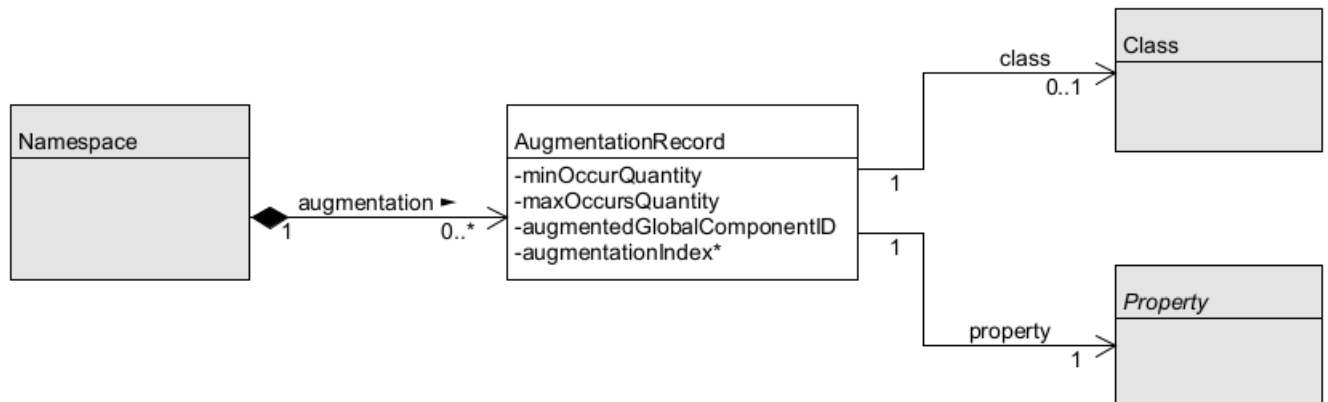 Class
class
0..1
Namespace
AugmentationRecord
-minOccurQuantity
-maxOccursQuantity
-augmentedGlobalComponentID
-augmentationIndex*
augmentation ►
1
0..*
1
1
Property
property
1